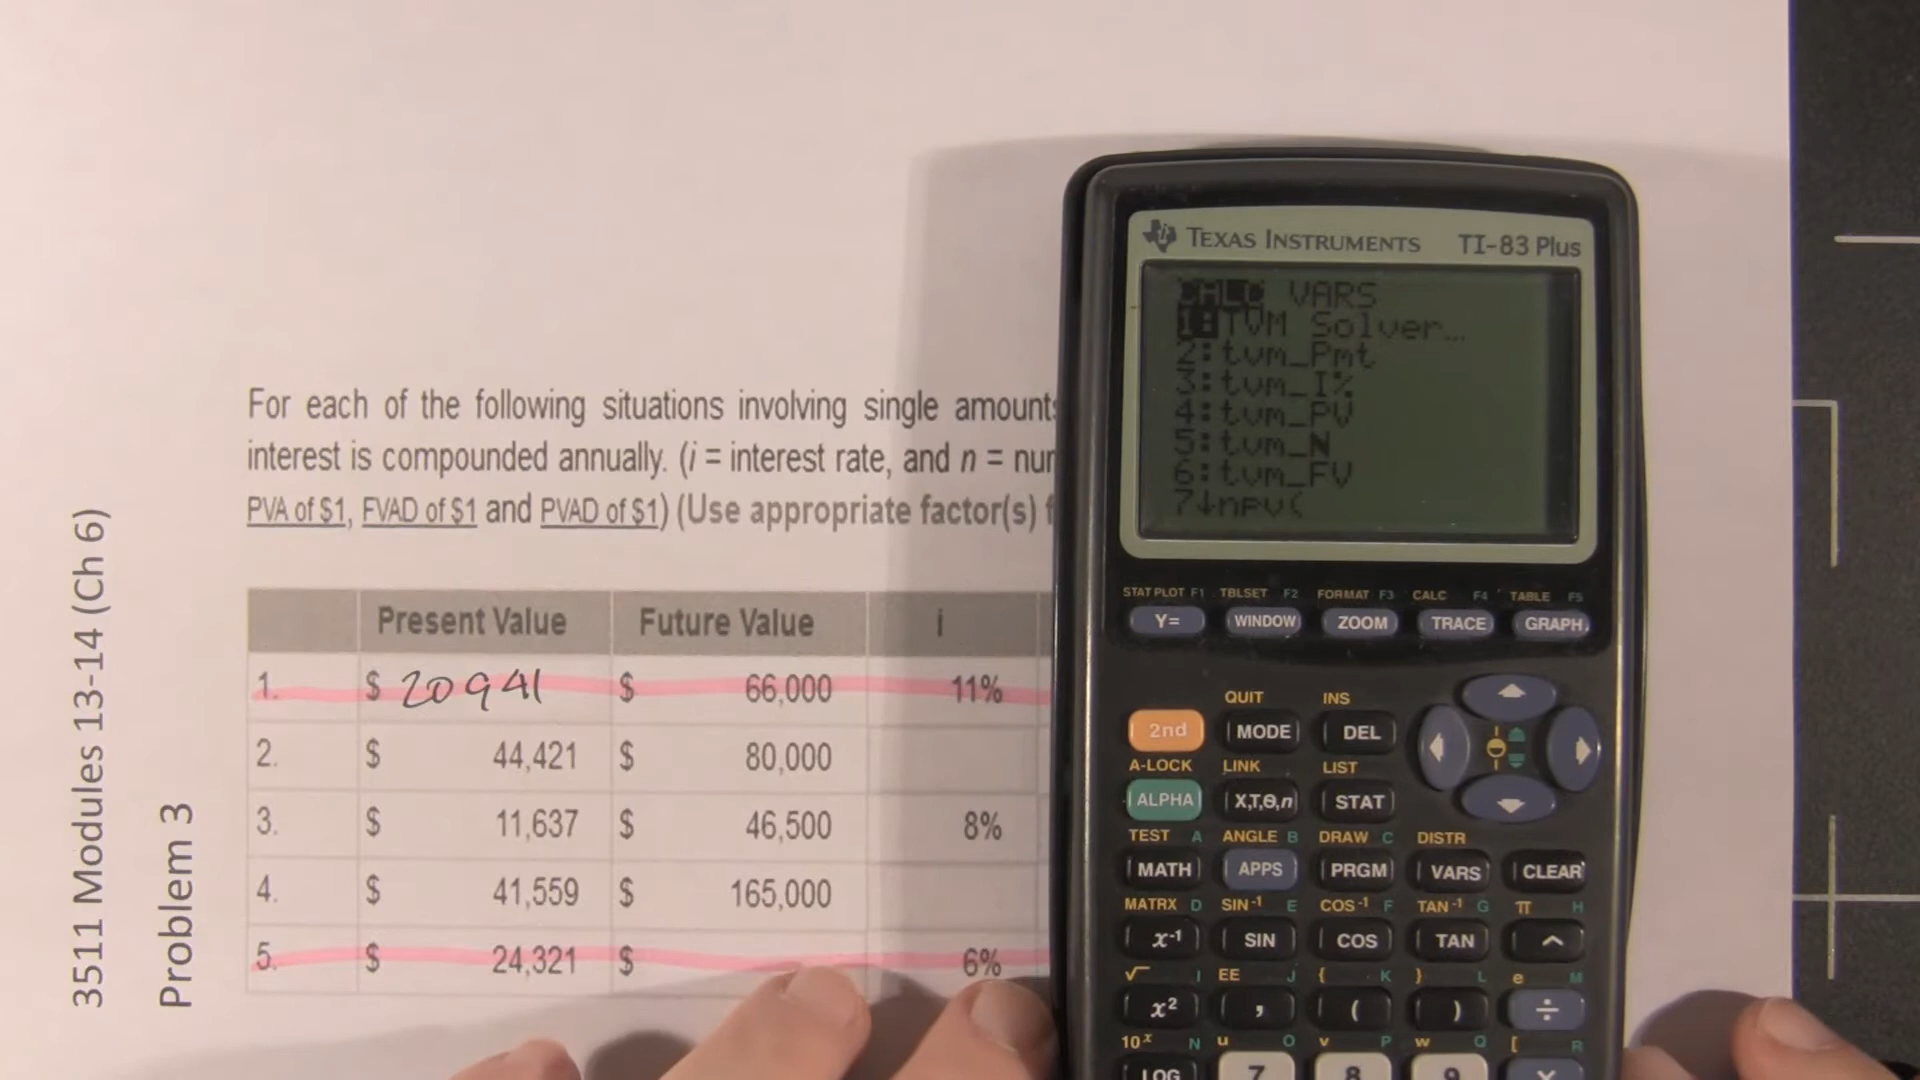 3511 Modules 13-14 (Ch 6)
Problem 3
For each of the following situations involving single amounts
interest is compounded annually. (i = interest rate, and n = nur
PVA of $1, FVAD of $1 and PVAD of $1) (Use appropriate factor(s) f
Present Value Future Value i
1. $ 20941 $ 66,000 11%
2. $ 44,421 $ 80,000
3. $ 11,637 $ 46,500 8%
4. $ 41,559 $ 165,000
5. $ 24,321 $ 6%
TEXAS INSTRUMENTS TI-83 Plus
CALC VARS
1:TVM Solver...
2:tvm_Pmt
3:tvm_I%
4:tvm_PV
5:tvm_N
6:tvm_FV
7↓npv(
STAT PLOT F1 TBLSET F2 FORMAT F3 CALC F4 TABLE F5
Y= WINDOW ZOOM TRACE GRAPH
QUIT INS
2nd MODE DEL
A-LOCK LINK LIST
ALPHA X,T,Θ,n STAT
TEST A ANGLE B DRAW C DISTR
MATH APPS PRGM VARS CLEAR
MATRX D SIN⁻¹ E COS⁻¹ F TAN⁻¹ G π H
x⁻¹ SIN COS TAN ^
√ I EE J { K } L e M
x² , ( ) ÷
10ˣ N u O v P w Q [ R
LOG 7 8 9 ×